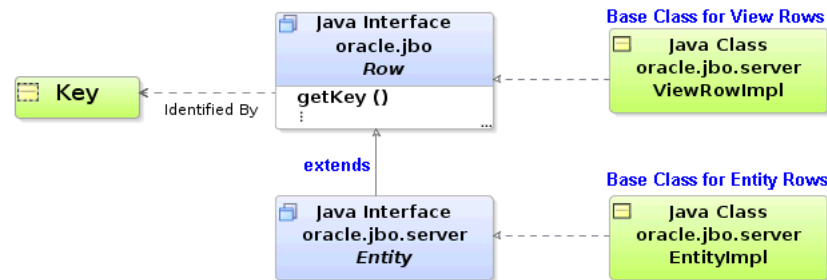 Java Interface
oracle.jbo
Row
getKey ()
⋮
...
Key
Identified By
Base Class for View Rows
Java Class
oracle.jbo.server
ViewRowImpl
extends
Java Interface
oracle.jbo.server
Entity
Base Class for Entity Rows
Java Class
oracle.jbo.server
EntityImpl